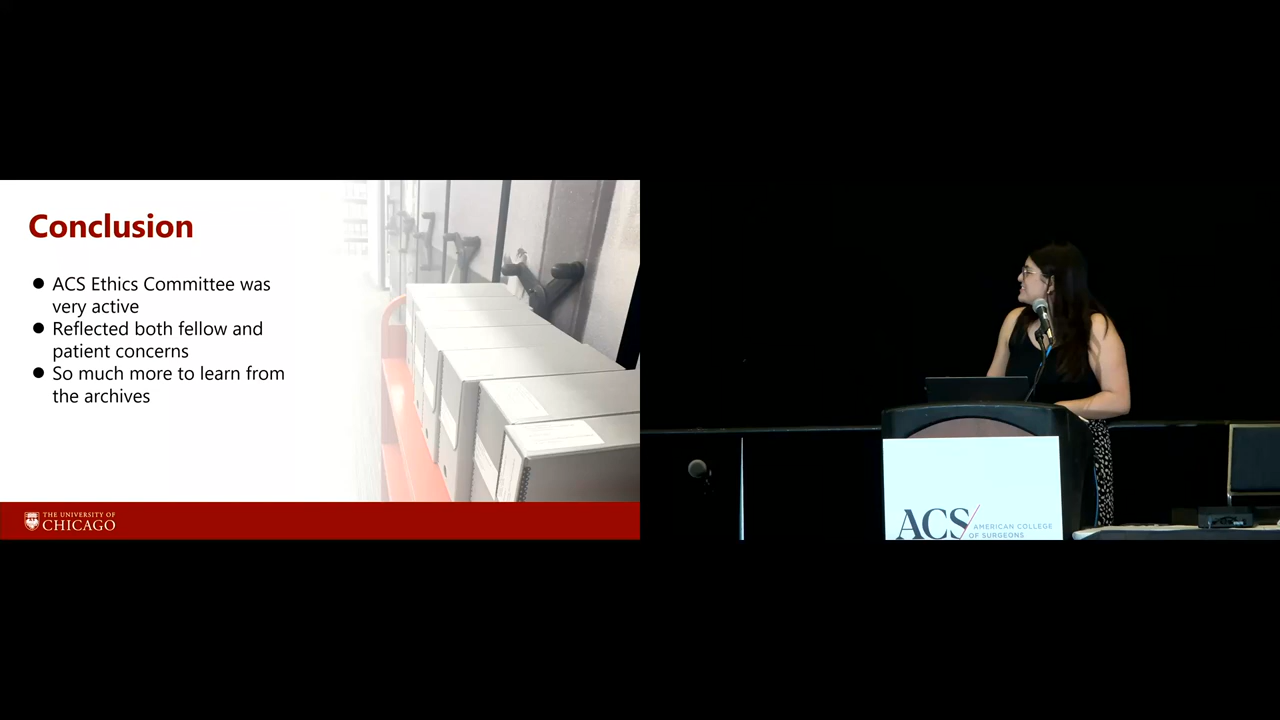 Conclusion
● ACS Ethics Committee was
very active
● Reflected both fellow and
patient concerns
● So much more to learn from
the archives
THE UNIVERSITY OF
CHICAGO
ACS
AMERICAN COLLEGE
OF SURGEONS